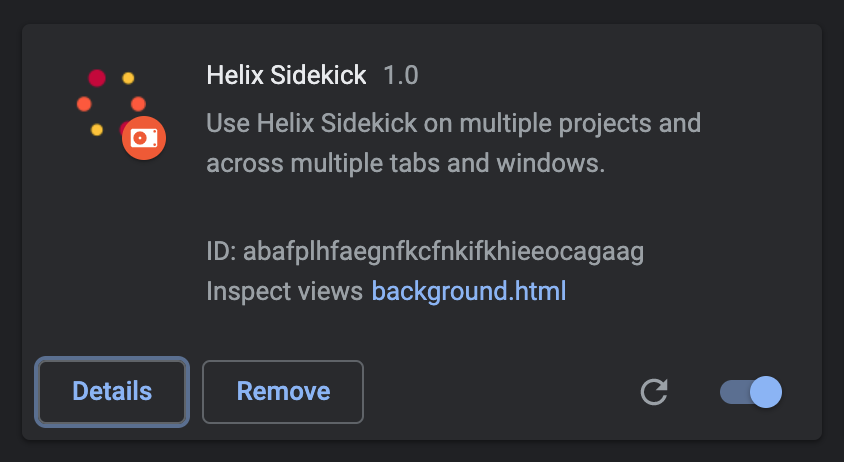 Helix Sidekick 1.0
Use Helix Sidekick on multiple projects and
across multiple tabs and windows.
ID: abafplhfaegnfkcfnkifkhieeocagaag
Inspect views background.html
Details Remove